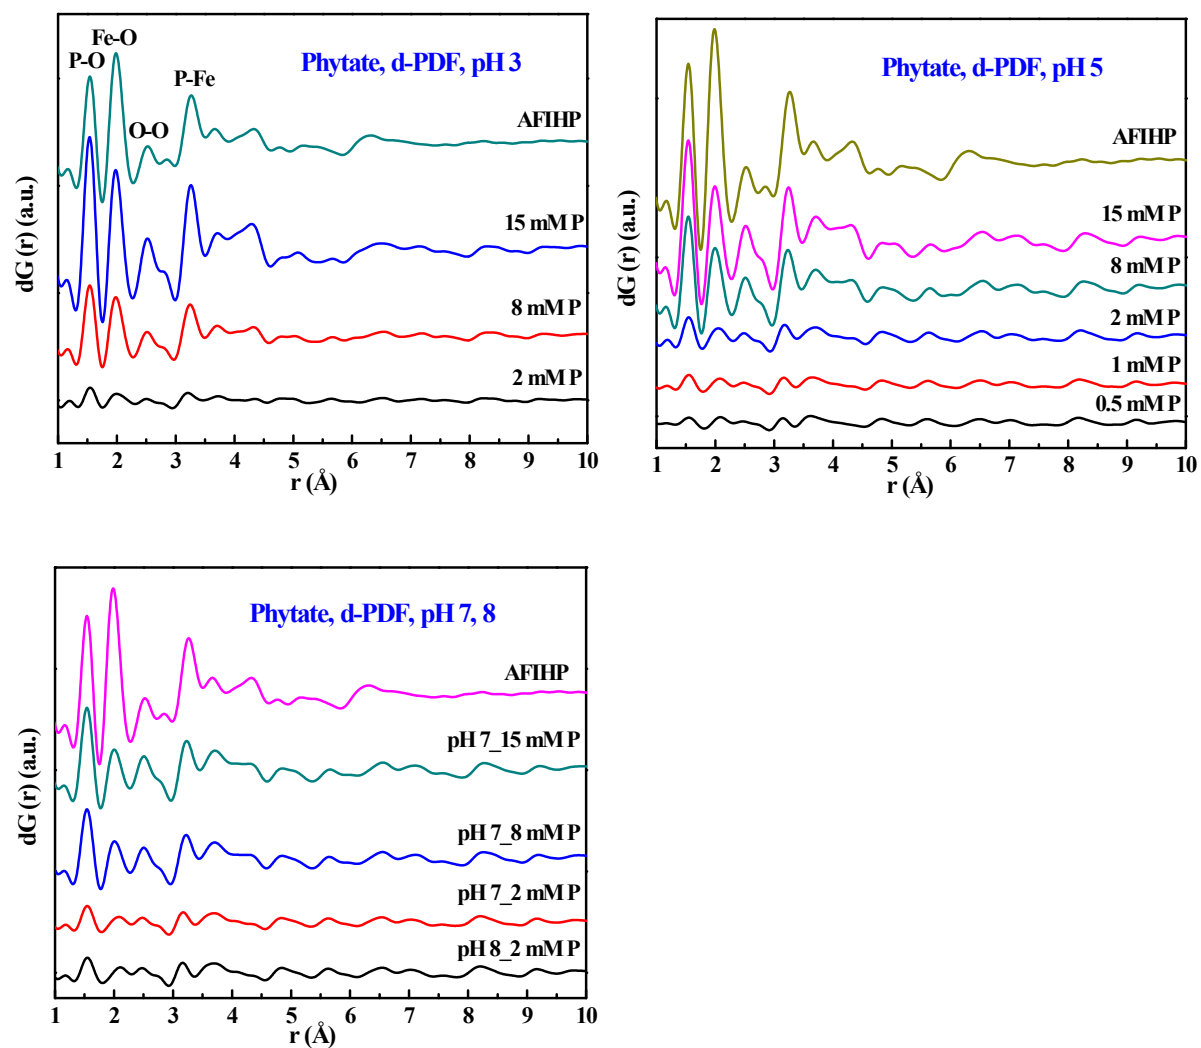 Phytate, d-PDF, pH 3
P-O
Fe-O
O-O
P-Fe
AFIHP
15 mM P
8 mM P
2 mM P
dG (r) (a.u.)
1 2 3 4 5 6 7 8 9 10
r (Å)
Phytate, d-PDF, pH 5
AFIHP
15 mM P
8 mM P
2 mM P
1 mM P
0.5 mM P
dG (r) (a.u.)
1 2 3 4 5 6 7 8 9 10
r (Å)
Phytate, d-PDF, pH 7, 8
AFIHP
pH 7_15 mM P
pH 7_8 mM P
pH 7_2 mM P
pH 8_2 mM P
dG (r) (a.u.)
1 2 3 4 5 6 7 8 9 10
r (Å)